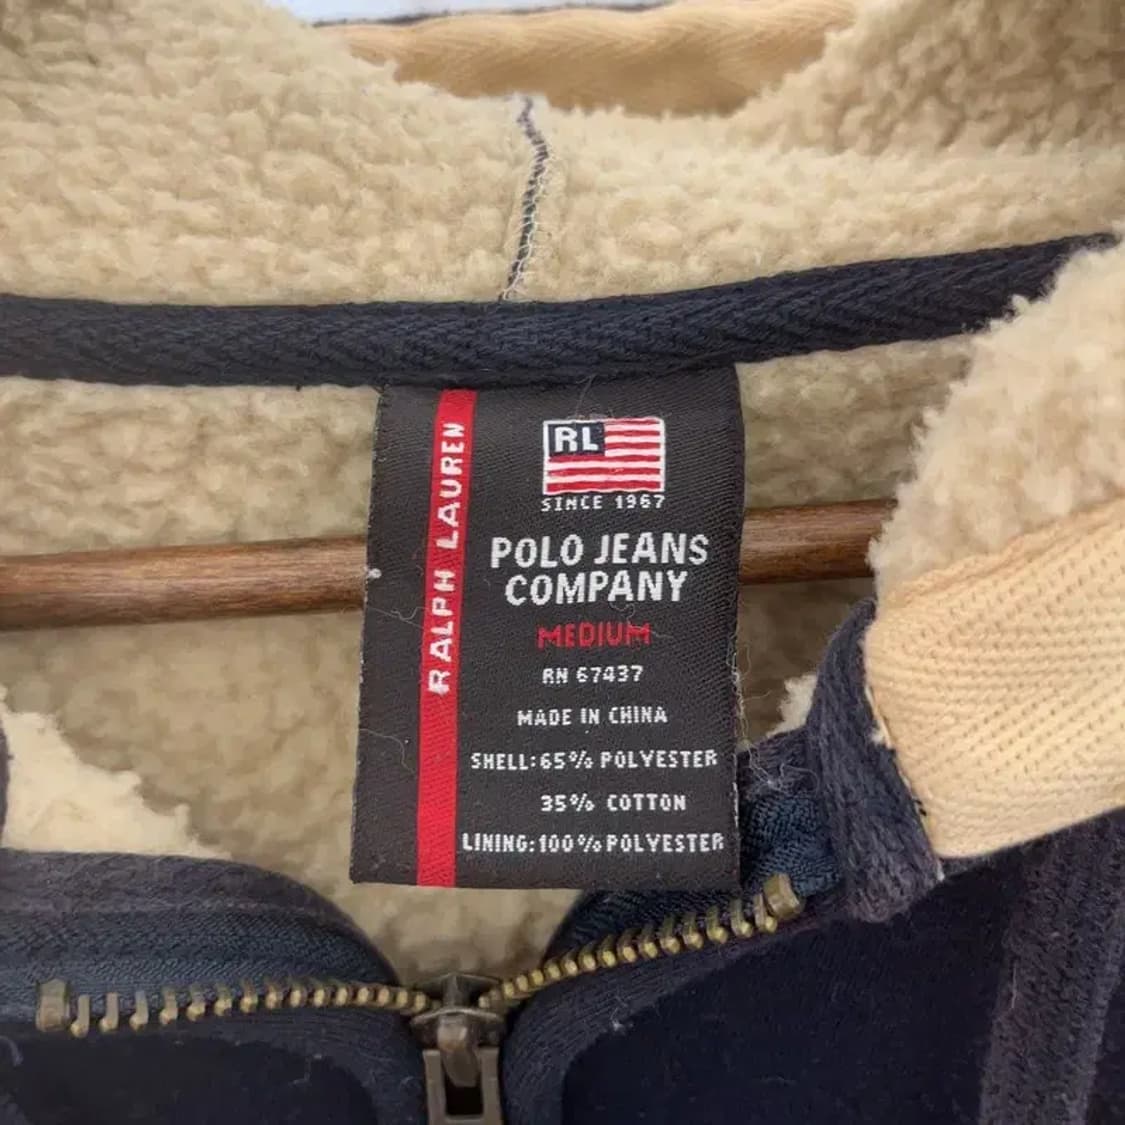 RALPH LAUREN
RL
SINCE 1967
POLO JEANS
COMPANY
MEDIUM
RN 67437
MADE IN CHINA
SHELL: 65% POLYESTER
35% COTTON
LINING: 100% POLYESTER